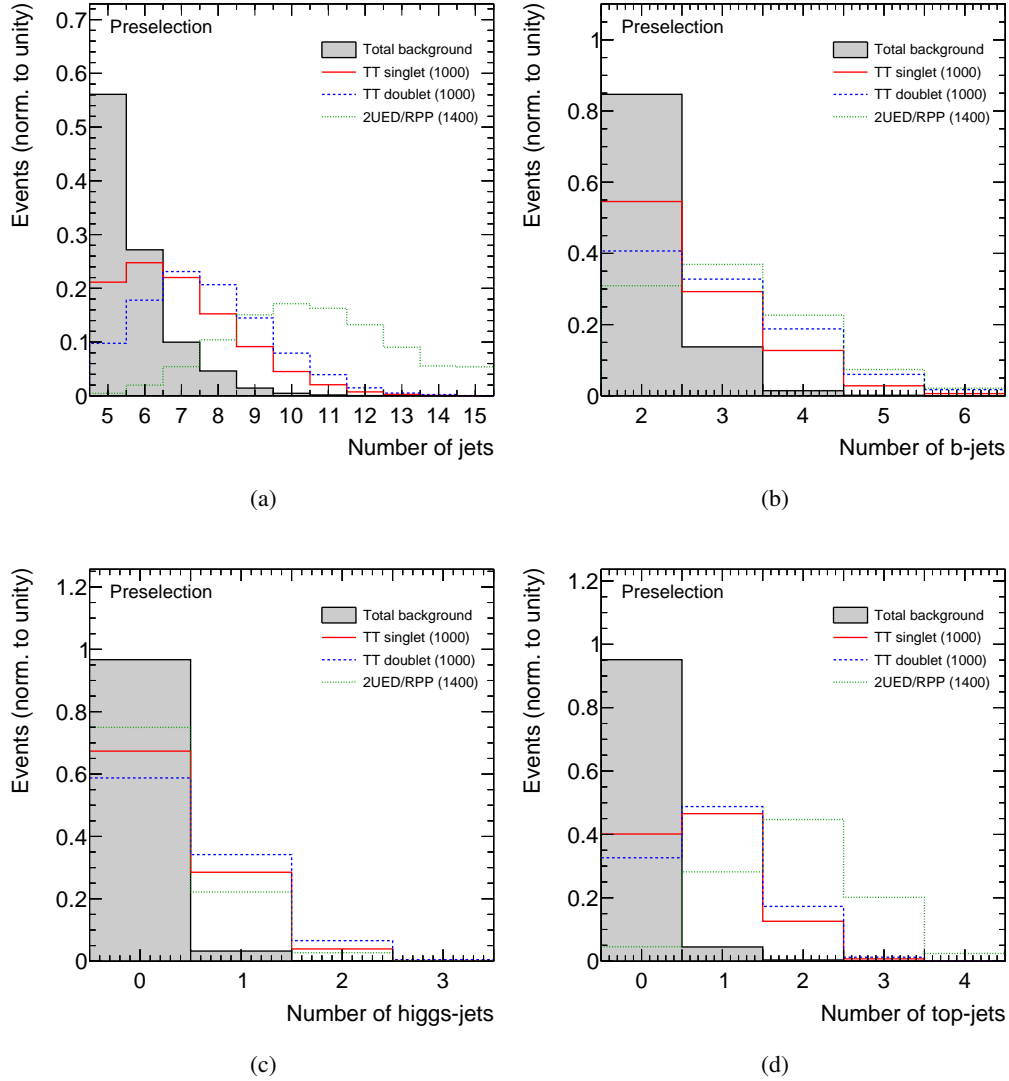 Events (norm. to unity)
0.7
0.6
0.5
0.4
0.3
0.2
0.1
0
Preselection
Total background
TT singlet (1000)
TT doublet (1000)
2UED/RPP (1400)
5 6 7 8 9 10 11 12 13 14 15
Number of jets
(a)
Events (norm. to unity)
1
0.8
0.6
0.4
0.2
0
Preselection
Total background
TT singlet (1000)
TT doublet (1000)
2UED/RPP (1400)
2 3 4 5 6
Number of b-jets
(b)
Events (norm. to unity)
1.2
1
0.8
0.6
0.4
0.2
0
Preselection
Total background
TT singlet (1000)
TT doublet (1000)
2UED/RPP (1400)
0 1 2 3
Number of higgs-jets
(c)
Events (norm. to unity)
1.2
1
0.8
0.6
0.4
0.2
0
Preselection
Total background
TT singlet (1000)
TT doublet (1000)
2UED/RPP (1400)
0 1 2 3 4
Number of top-jets
(d)